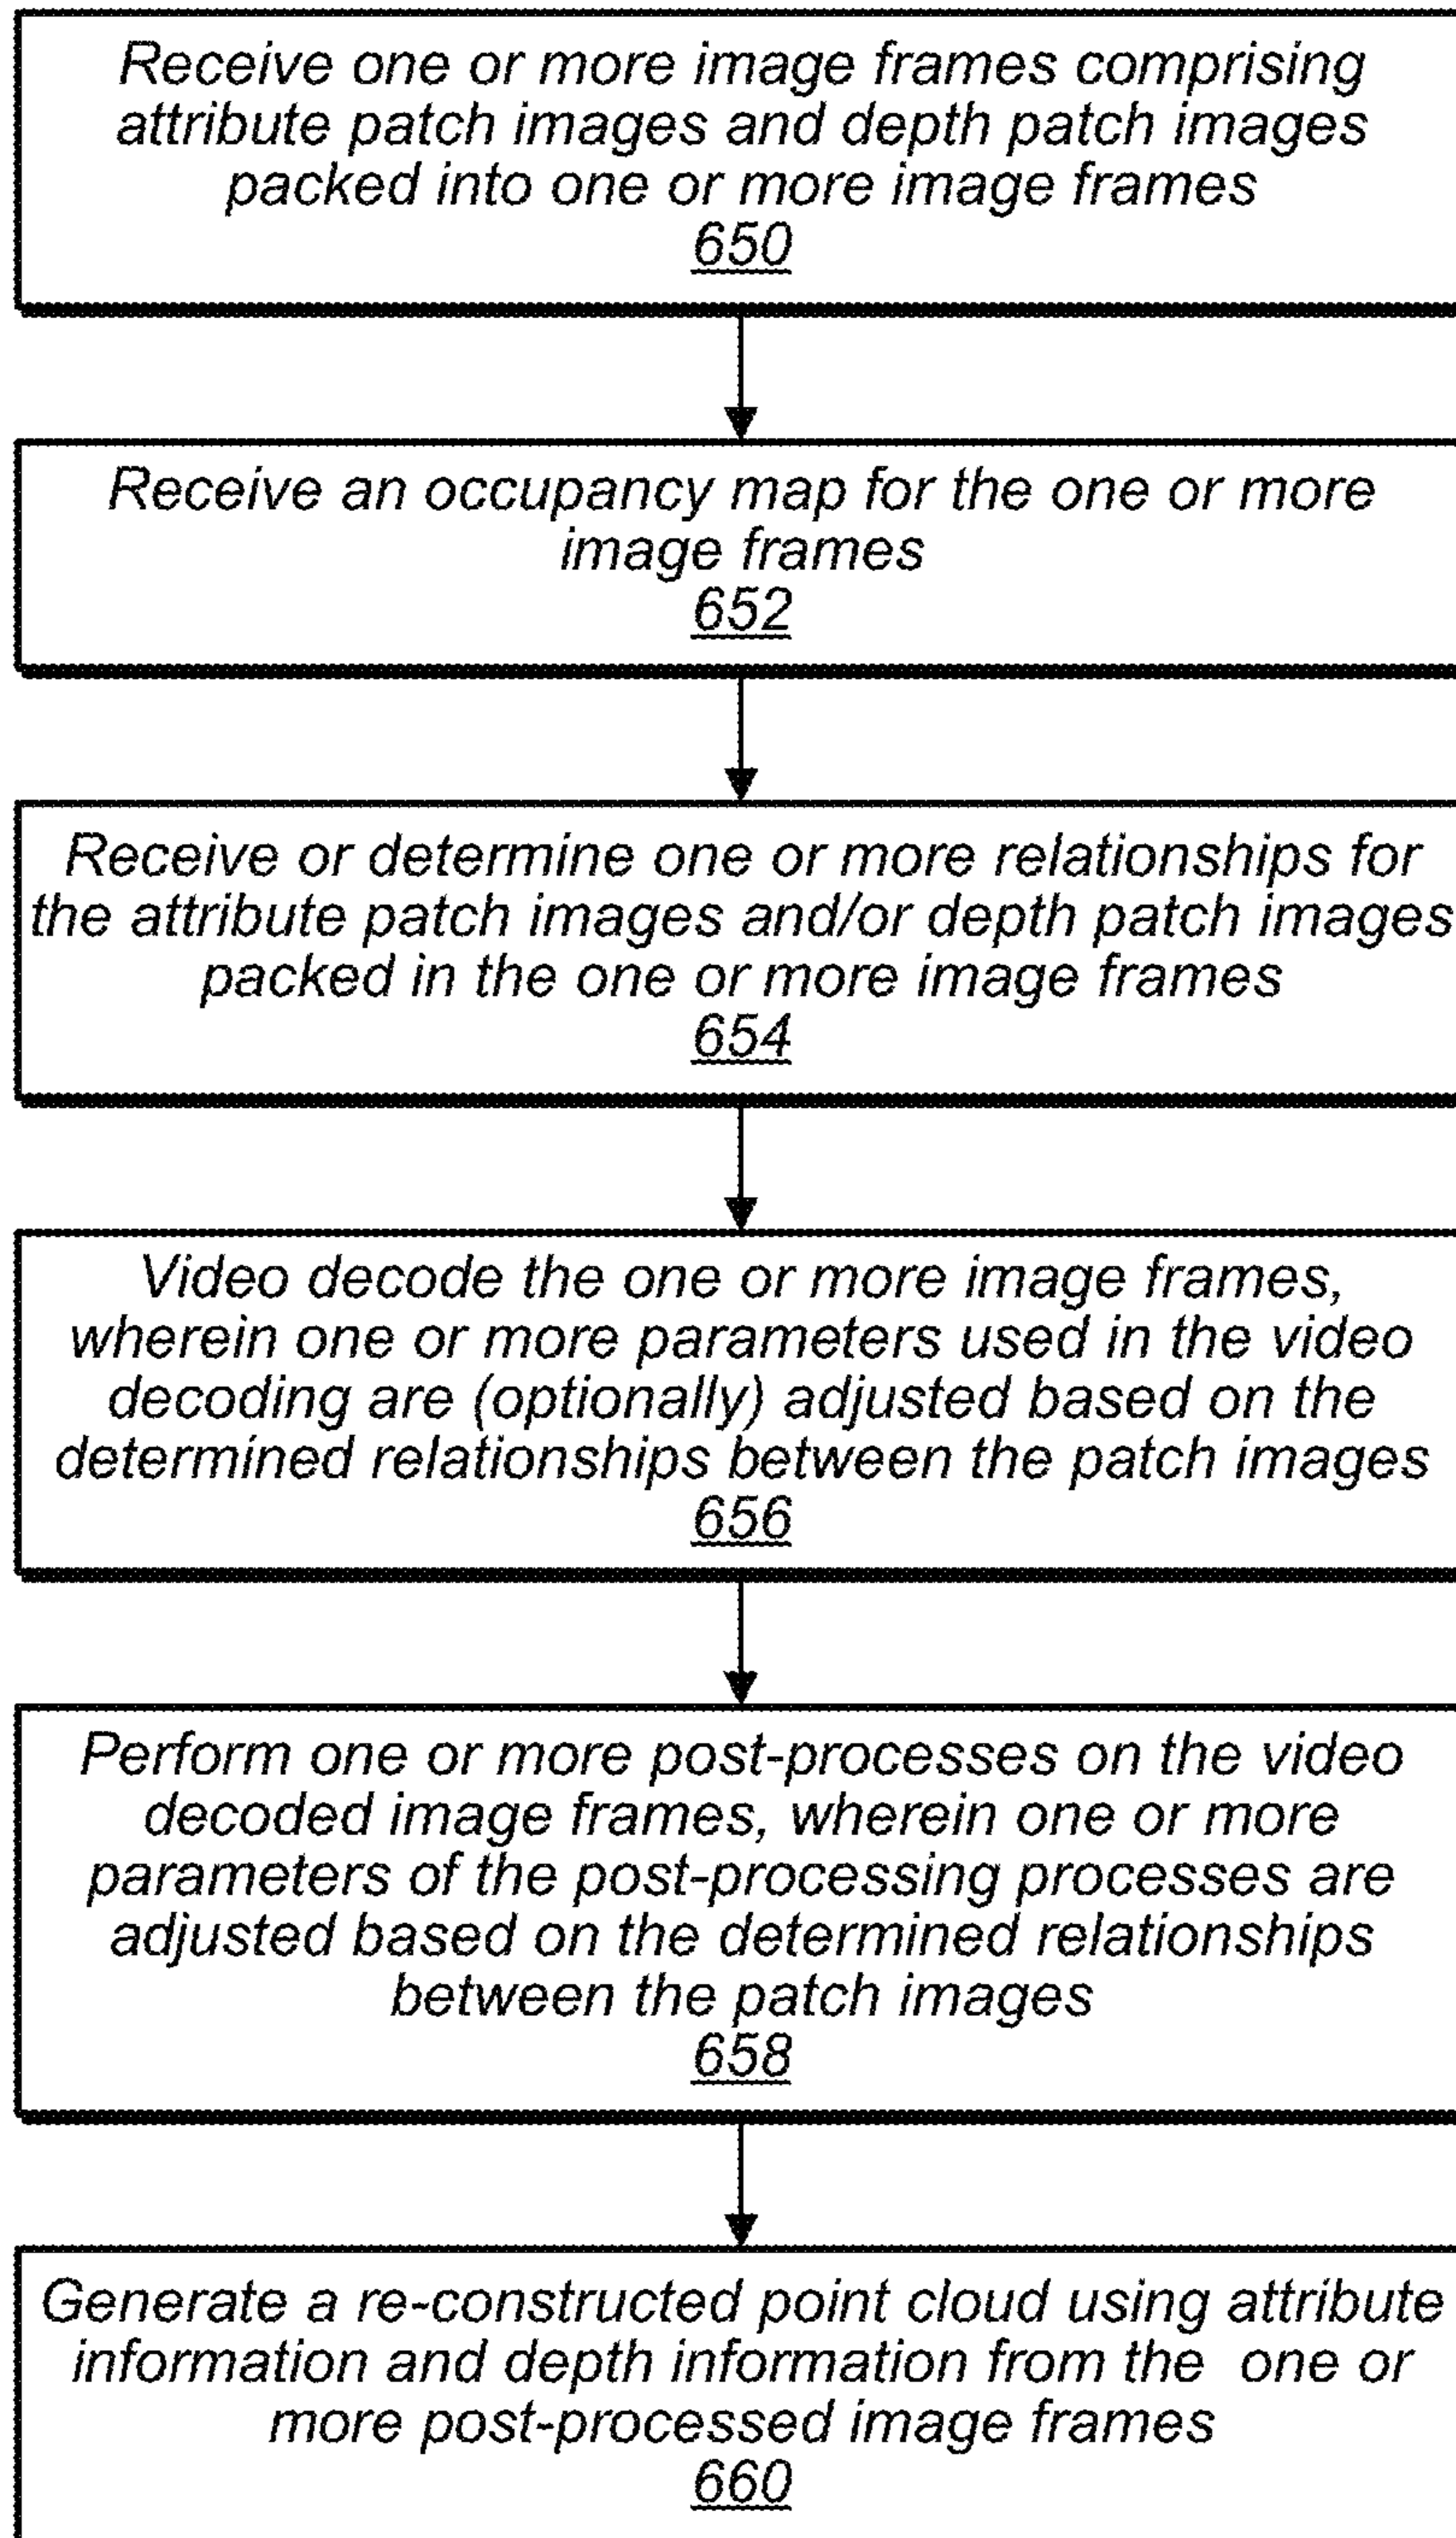 Receive one or more image frames comprising
attribute patch images and depth patch images
packed into one or more image frames
650
Receive an occupancy map for the one or more
image frames
652
Receive or determine one or more relationships for
the attribute patch images and/or depth patch images
packed in the one or more image frames
654
Video decode the one or more image frames,
wherein one or more parameters used in the video
decoding are (optionally) adjusted based on the
determined relationships between the patch images
656
Perform one or more post-processes on the video
decoded image frames, wherein one or more
parameters of the post-processing processes are
adjusted based on the determined relationships
between the patch images
658
Generate a re-constructed point cloud using attribute
information and depth information from the one or
more post-processed image frames
660